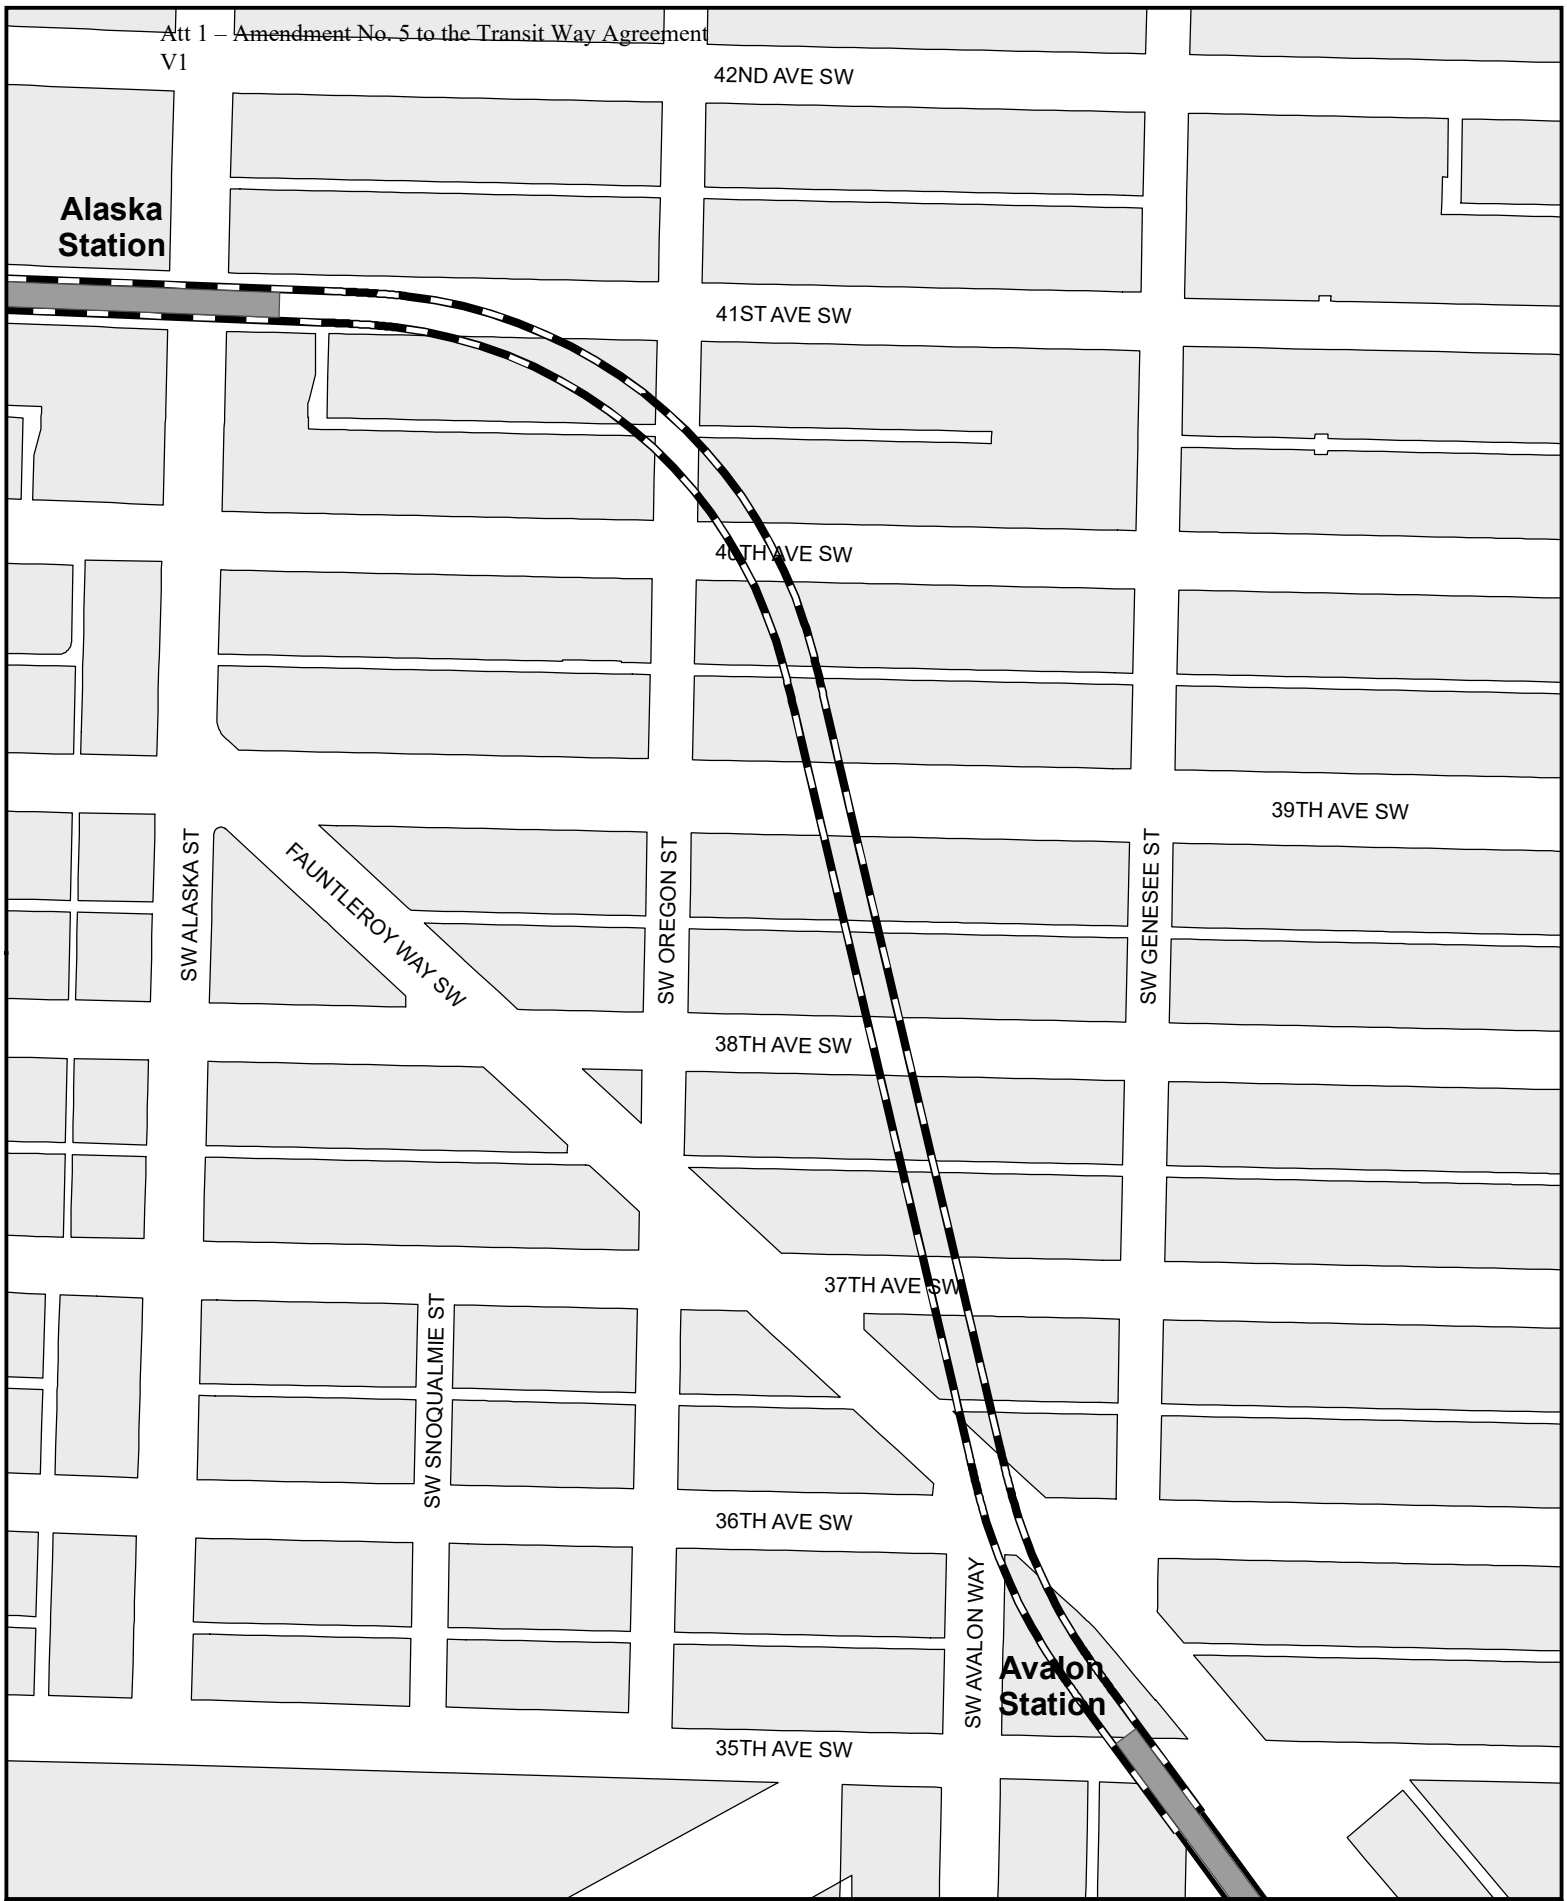 Att 1 – Amendment No. 5 to the Transit Way Agreement
V1
42ND AVE SW
Alaska
Station
41ST AVE SW
40TH AVE SW
39TH AVE SW
SW ALASKA ST
FAUNTLEROY WAY SW
SW OREGON ST
SW GENESEE ST
38TH AVE SW
37TH AVE SW
SW SNOQUALMIE ST
36TH AVE SW
SW AVALON WAY
Avalon
Station
35TH AVE SW